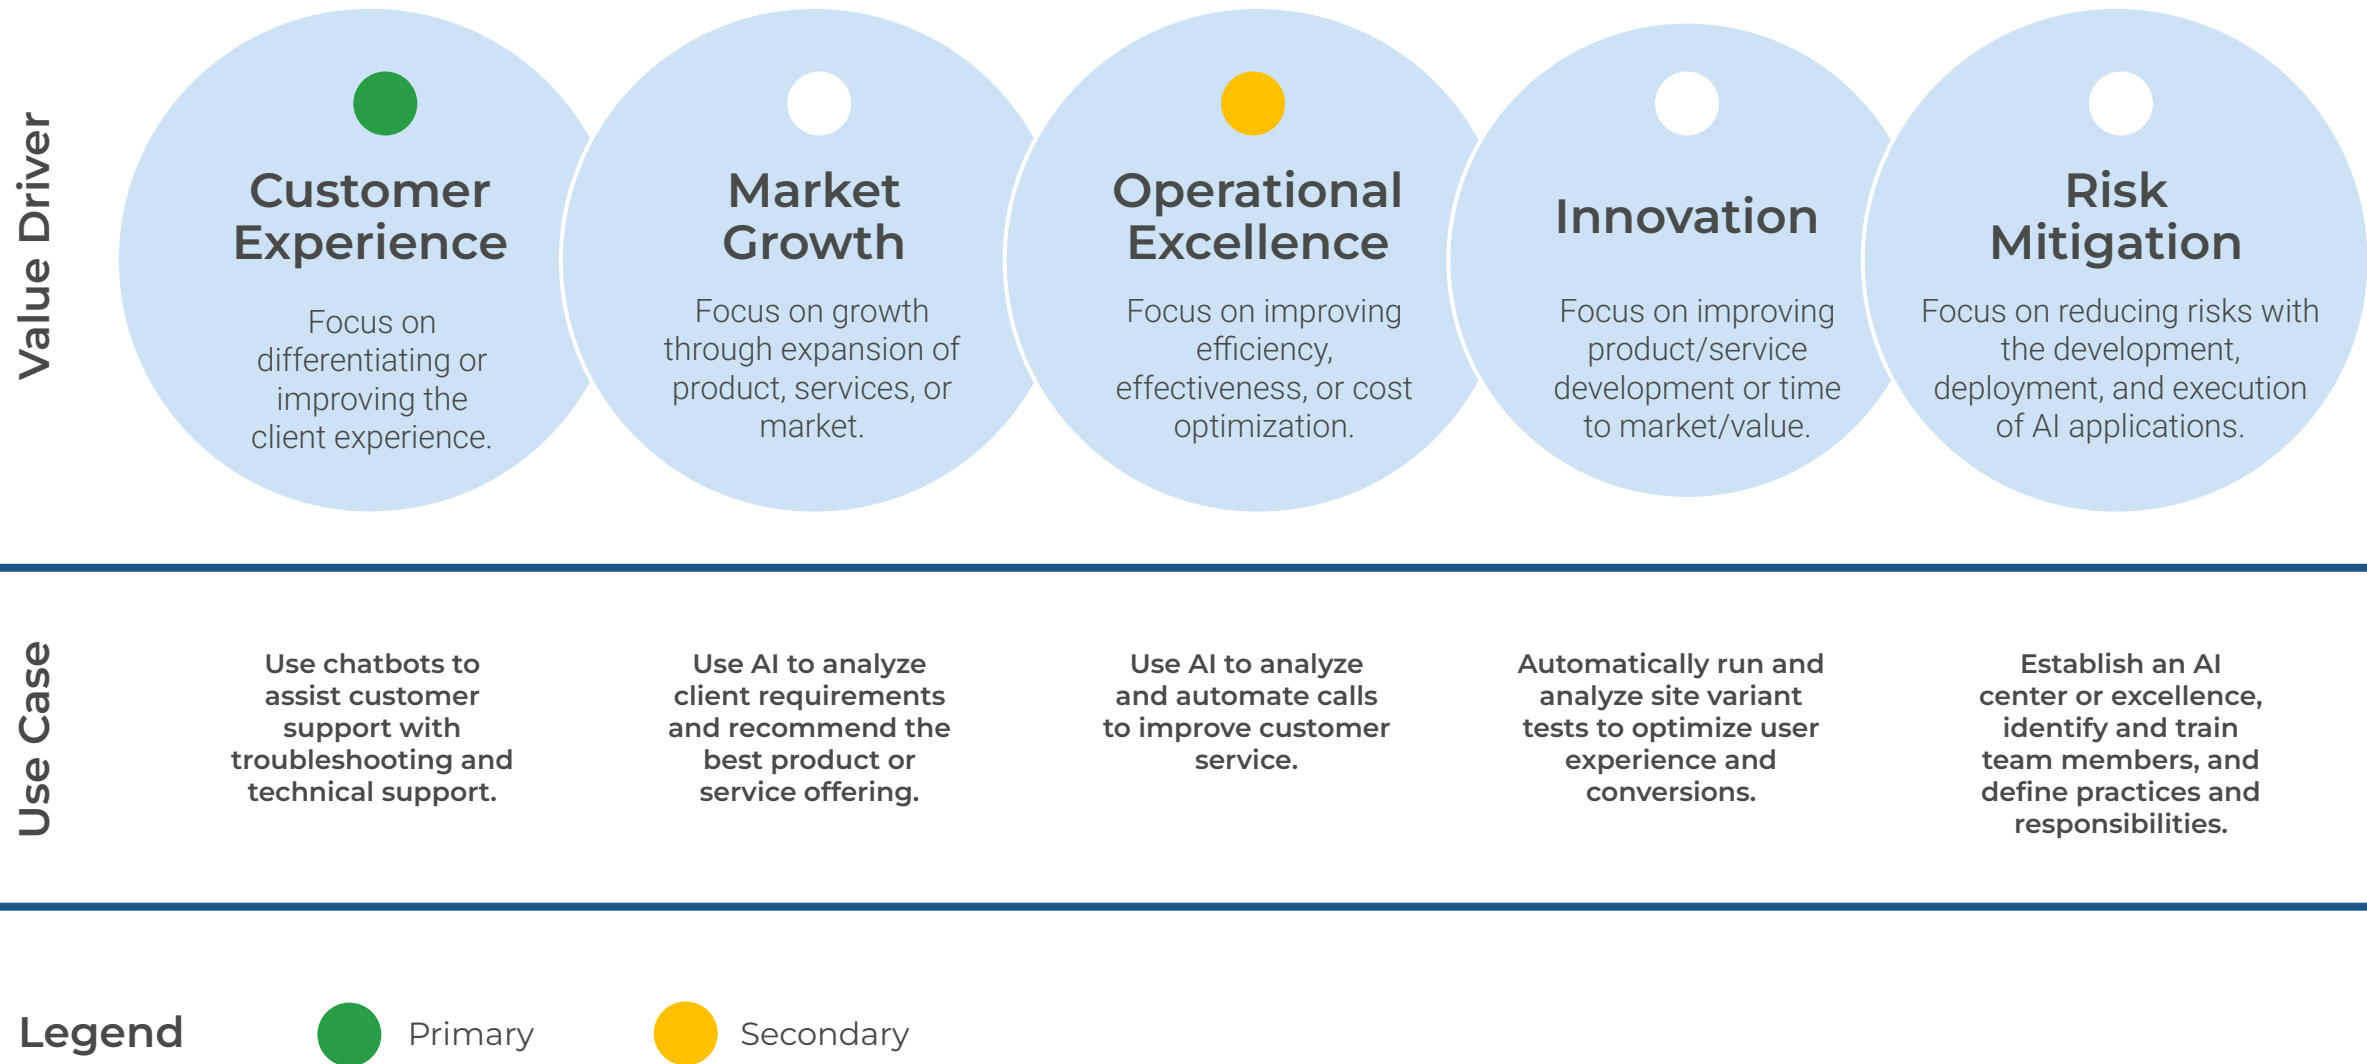 Value Driver
Customer
Experience
Focus on
differentiating or
improving the
client experience.
Market
Growth
Focus on growth
through expansion of
product, services, or
market.
Operational
Excellence
Focus on improving
efficiency,
effectiveness, or cost
optimization.
Innovation
Focus on improving
product/service
development or time
to market/value.
Risk
Mitigation
Focus on reducing risks with
the development,
deployment, and execution
of AI applications.
Use Case
Use chatbots to
assist customer
support with
troubleshooting and
technical support.
Use AI to analyze
client requirements
and recommend the
best product or
service offering.
Use AI to analyze
and automate calls
to improve customer
service.
Automatically run and
analyze site variant
tests to optimize user
experience and
conversions.
Establish an AI
center or excellence,
identify and train
team members, and
define practices and
responsibilities.
Legend
Primary
Secondary